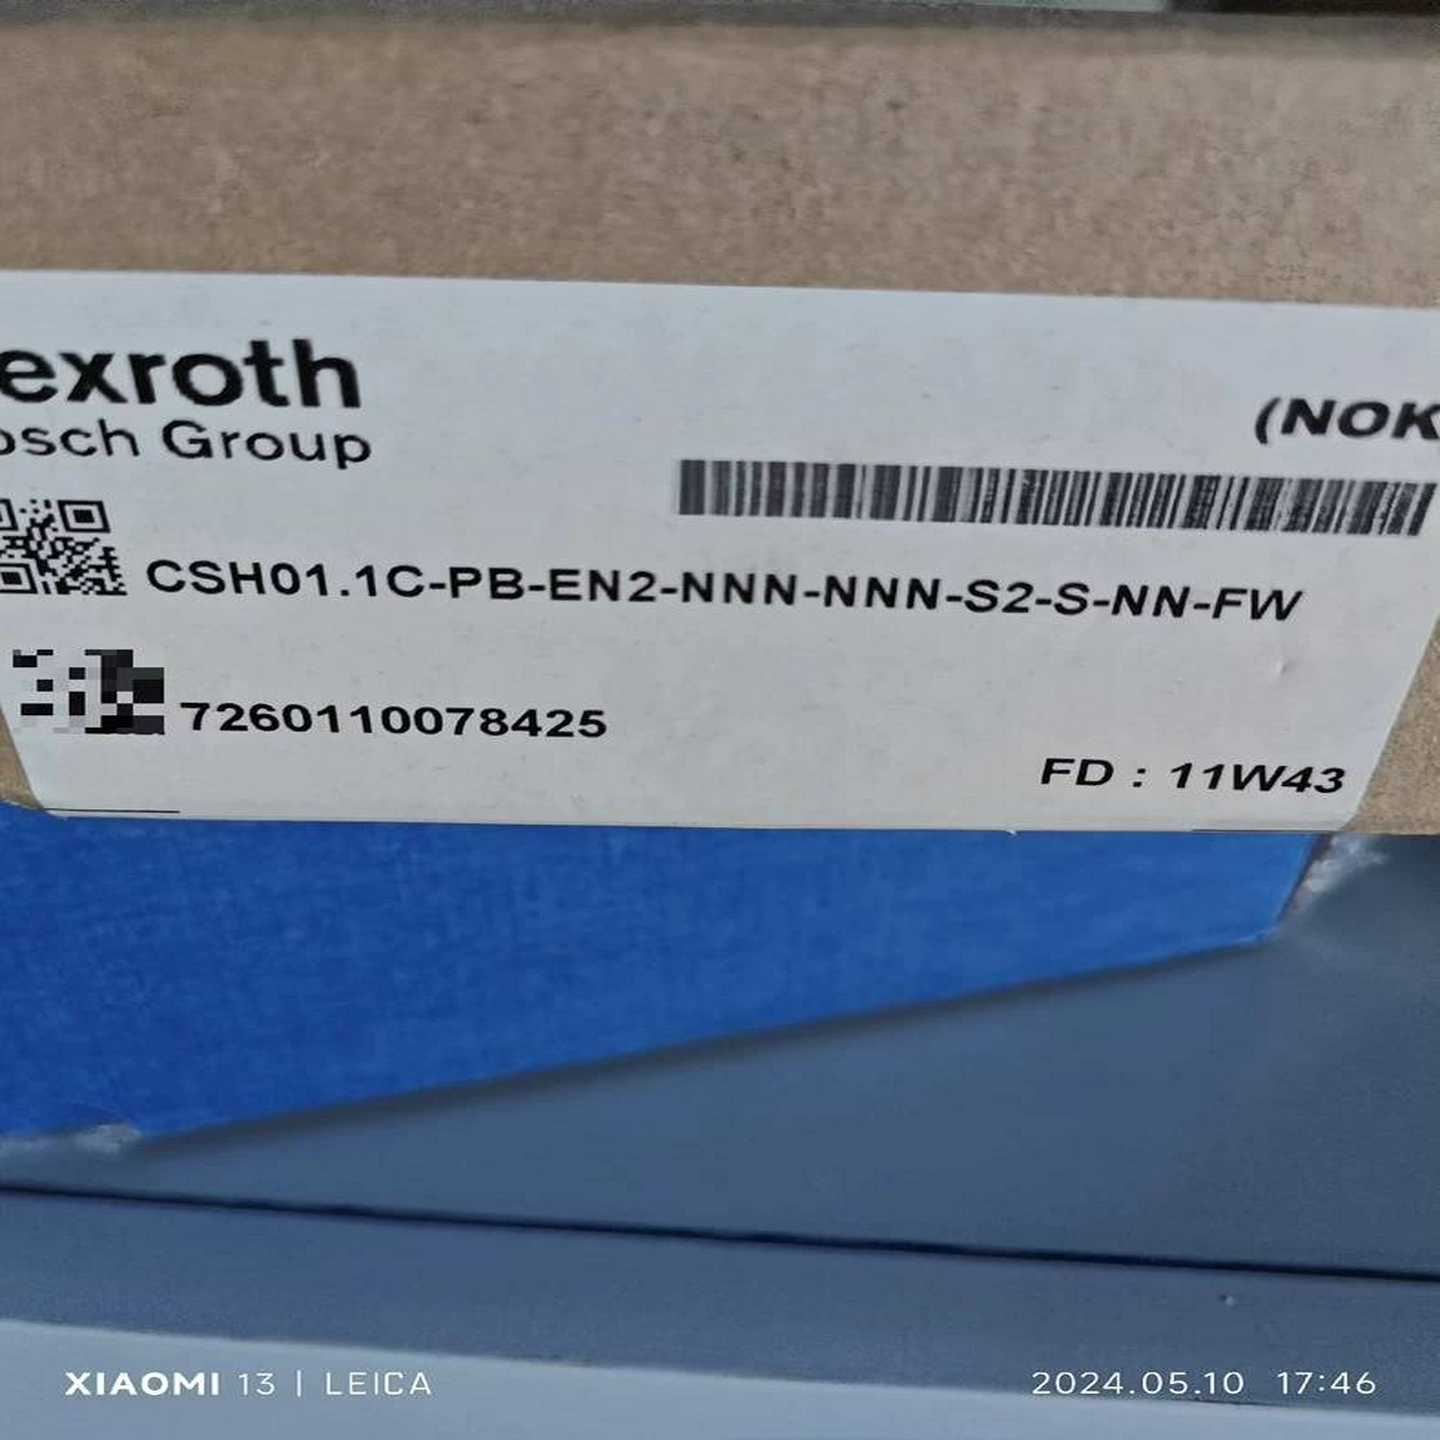 exroth
osch Group
(NOK
CSH01.1C-PB-EN2-NNN-NNN-S2-S-NN-FW
7260110078425
FD : 11W43
XIAOMI 13 | LEICA
2024.05.10 17:46